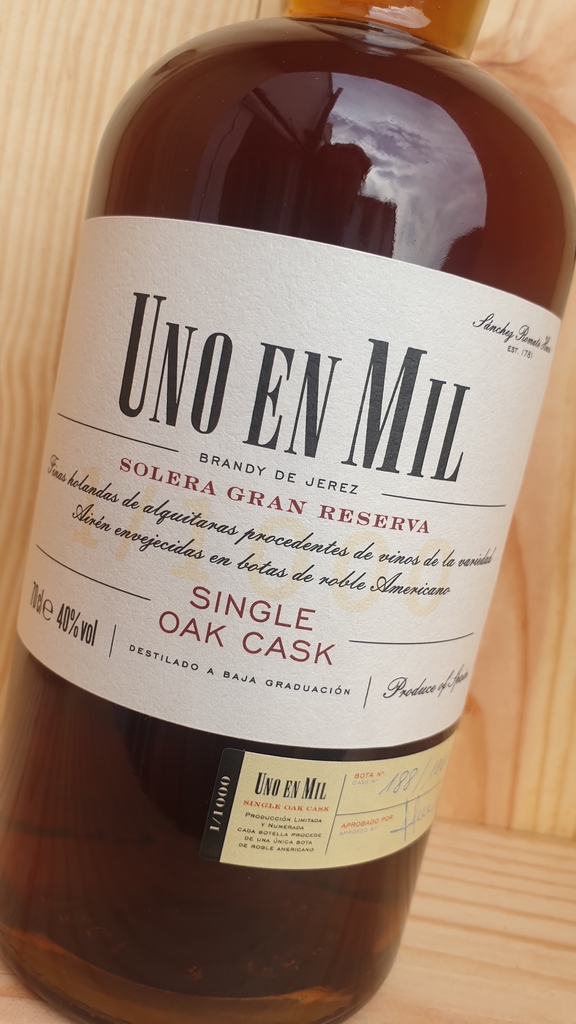 Sánchez Romate
EST. 1781
UNO EN MIL
BRANDY DE JEREZ
SOLERA GRAN RESERVA
Finas holandas de alquitaras procedentes de vinos de la variedad
Airén envejecidas en botas de roble Americano
SINGLE
OAK CASK
70cl e 40% vol
DESTILADO A BAJA GRADUACIÓN
Produce of Spain
1/1000
UNO EN MIL
SINGLE OAK CASK
PRODUCCIÓN LIMITADA
Y NUMERADA
CADA BOTELLA PROCEDE
DE UNA ÚNICA BOTA
DE ROBLE AMERICANO
BOTA Nº
CASK Nº
188 /
APROBADO POR